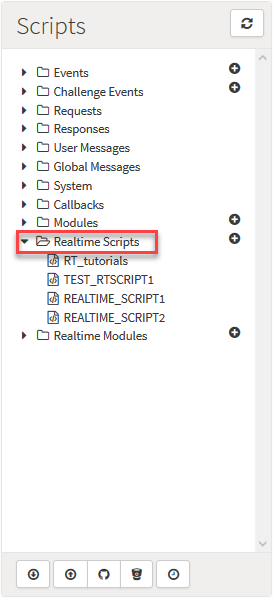 Scripts
Events
Challenge Events
Requests
Responses
User Messages
Global Messages
System
Callbacks
Modules
Realtime Scripts
RT_tutorials
TEST_RTSCRIPT1
REALTIME_SCRIPT1
REALTIME_SCRIPT2
Realtime Modules